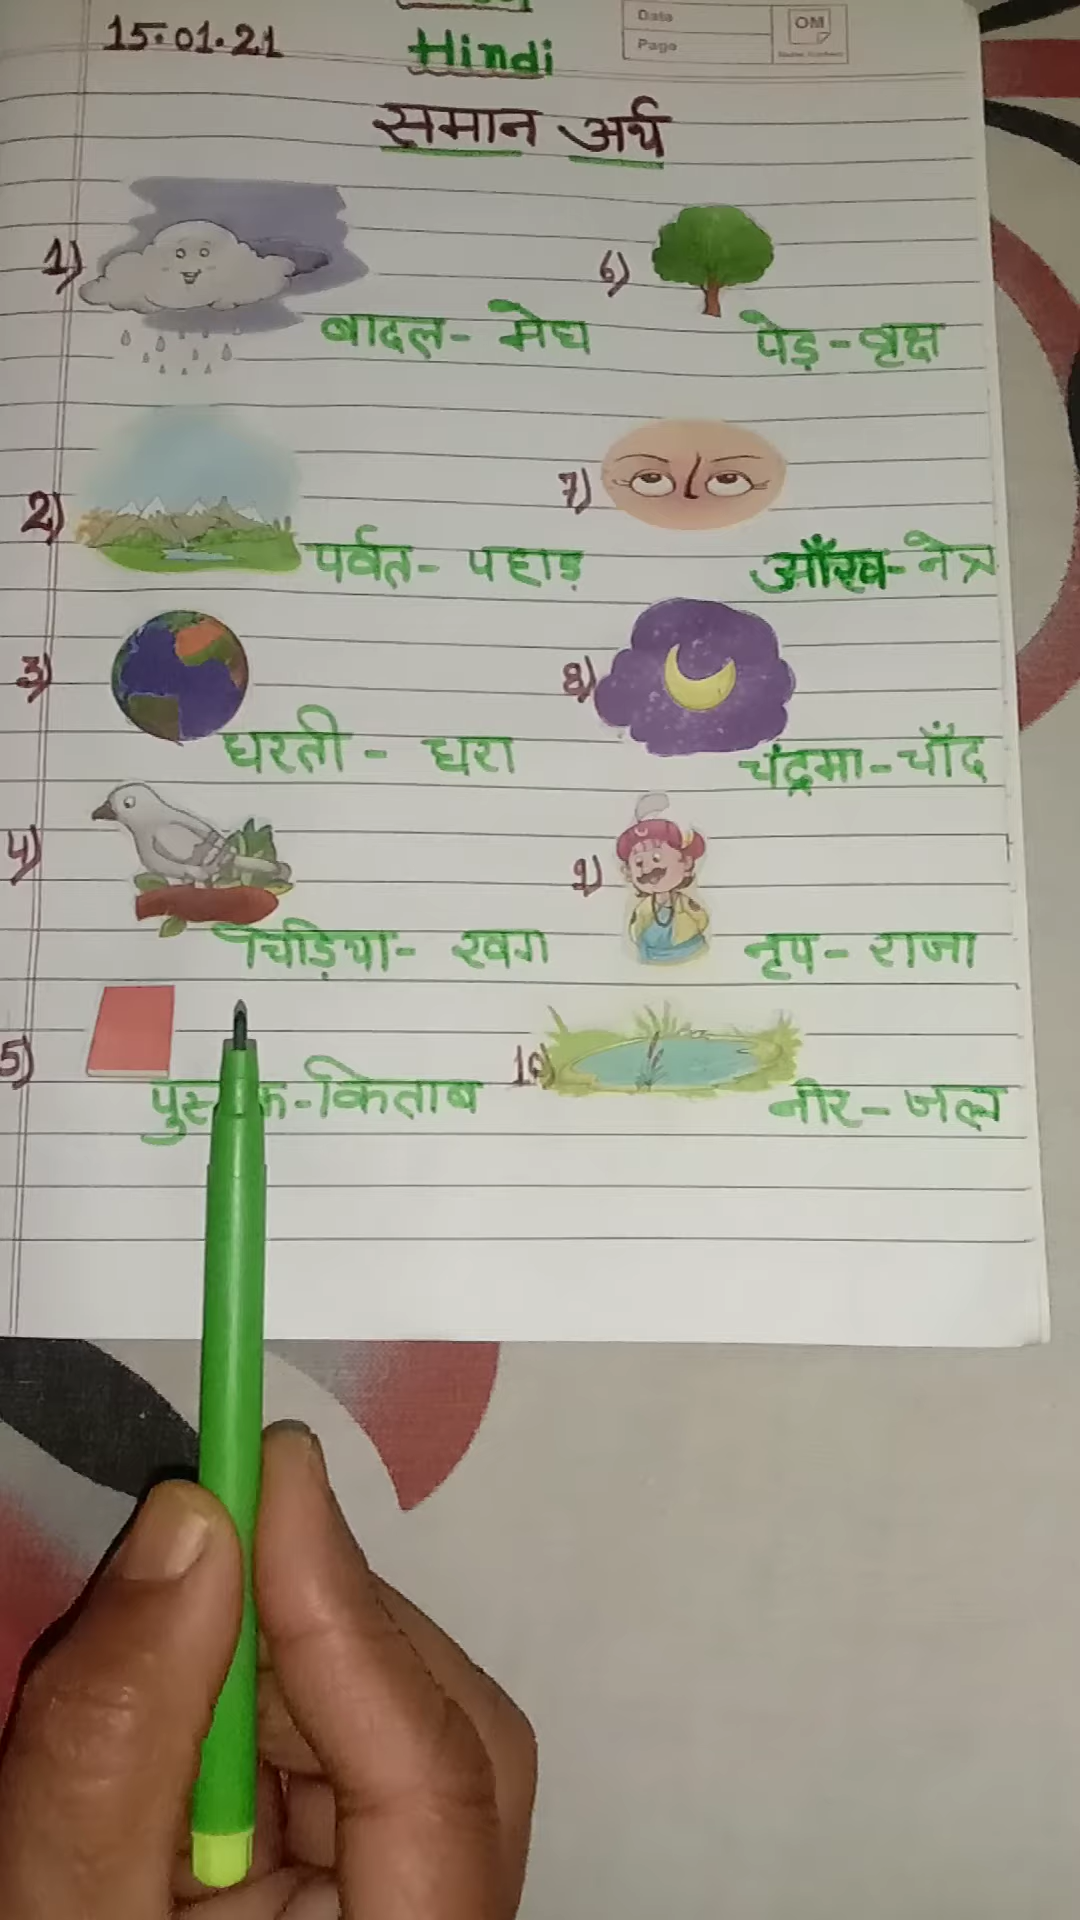 15.01.21
Hindi
Date
Page
OM
समान अर्थ
1) बादल - मेघ
2) पर्वत - पहाड़
3) धरती - धरा
4) चिड़िया - खग
5) किताब
6) पेड़ - वृक्ष
7) आँख - नेत्र
8) चंद्रमा - चाँद
9) नृप - राजा
10) नीर - जल